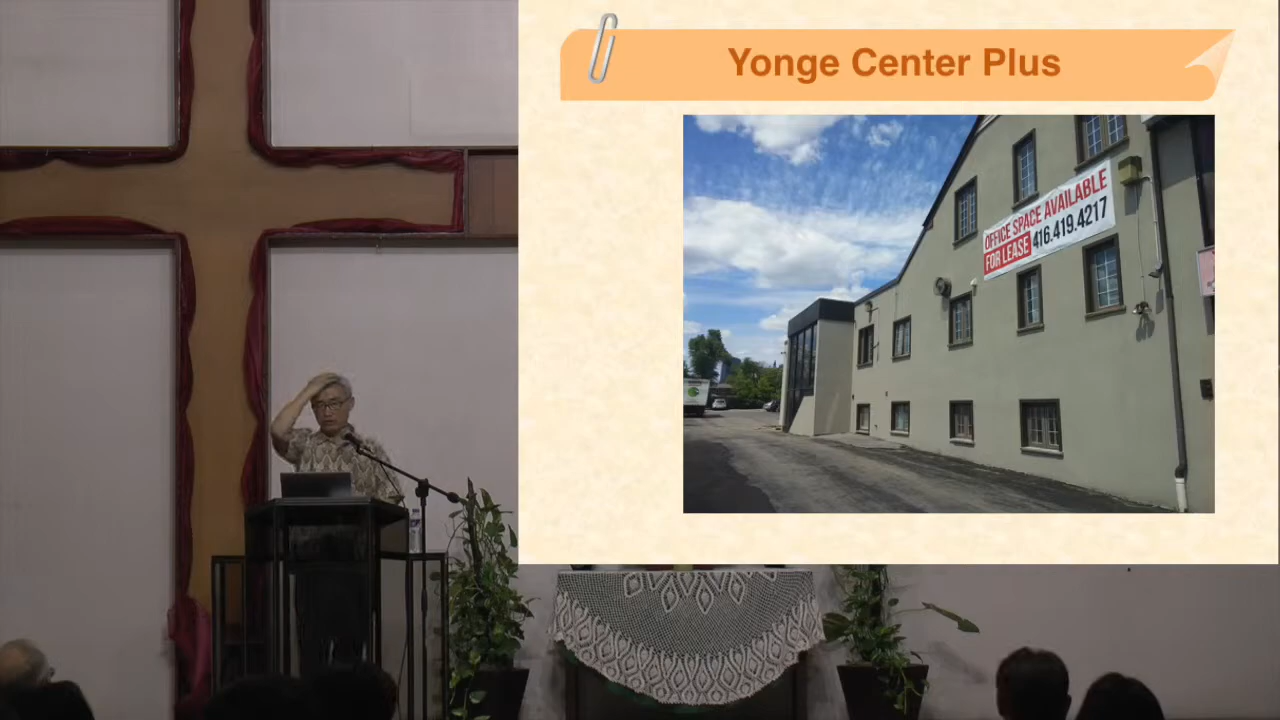 Yonge Center Plus
OFFICE SPACE AVAILABLE
FOR LEASE 416.419.4217